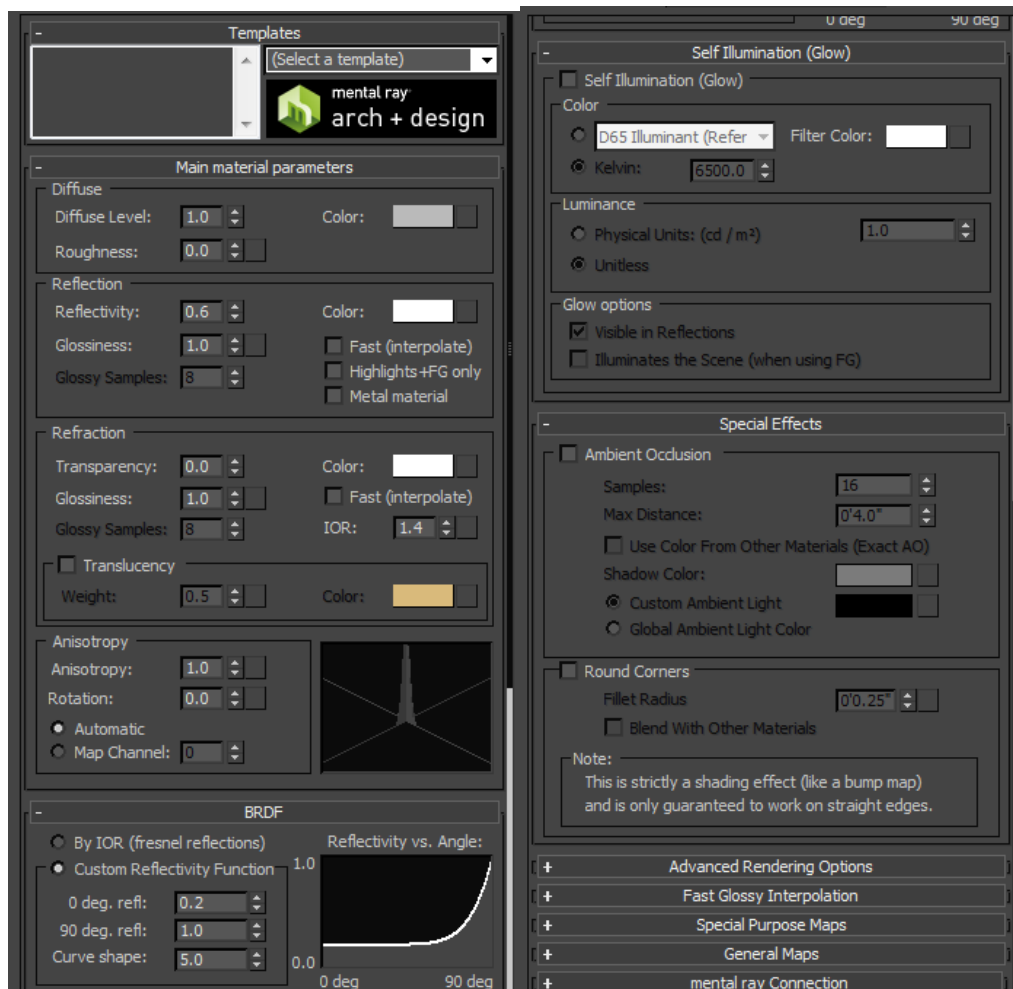 Templates
(Select a template)
mental ray
arch + design
Main material parameters
Diffuse
Diffuse Level: 1.0 Color:
Roughness: 0.0
Reflection
Reflectivity: 0.6 Color:
Glossiness: 1.0 Fast (interpolate)
Highlights+FG only
Glossy Samples: 8
Metal material
Refraction
Transparency: 0.0 Color:
Glossiness: 1.0 Fast (interpolate)
Glossy Samples: 8 IOR: 1.4
Translucency
Weight: 0.5 Color:
Anisotropy
Anisotropy: 1.0
Rotation: 0.0
Automatic
Map Channel: 0
BRDF
By IOR (fresnel reflections) Reflectivity vs. Angle:
Custom Reflectivity Function 1.0
0 deg. refl: 0.2
90 deg. refl: 1.0
Curve shape: 5.0 0.0
0 deg 90 deg
0 deg 90 deg
Self Illumination (Glow)
Self Illumination (Glow)
Color
D65 Illuminant (Refer Filter Color:
Kelvin: 6500.0
Luminance
Physical Units: (cd / m²) 1.0
Unitless
Glow options
Visible in Reflections
Illuminates the Scene (when using FG)
Special Effects
Ambient Occlusion
Samples: 16
Max Distance: 0'4.0"
Use Color From Other Materials (Exact AO)
Shadow Color:
Custom Ambient Light
Global Ambient Light Color
Round Corners
Fillet Radius 0'0.25"
Blend With Other Materials
Note:
This is strictly a shading effect (like a bump map)
and is only guaranteed to work on straight edges.
Advanced Rendering Options
Fast Glossy Interpolation
Special Purpose Maps
General Maps
mental ray Connection